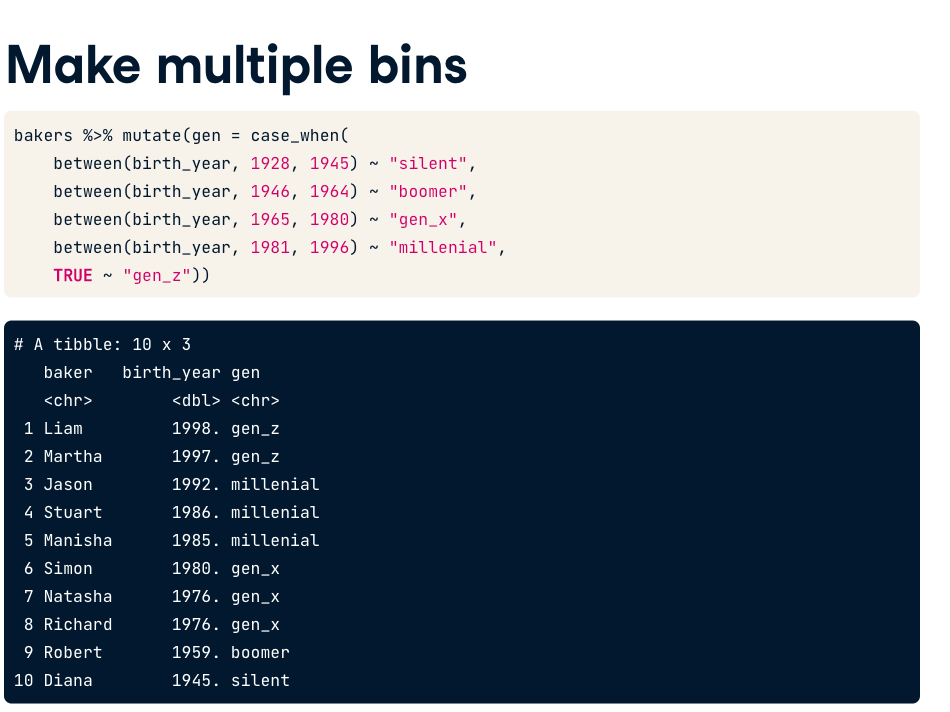 Make multiple bins
bakers %>% mutate(gen = case_when(
    between(birth_year, 1928, 1945) ~ "silent",
    between(birth_year, 1946, 1964) ~ "boomer",
    between(birth_year, 1965, 1980) ~ "gen_x",
    between(birth_year, 1981, 1996) ~ "millenial",
    TRUE ~ "gen_z"))
# A tibble: 10 x 3
   baker   birth_year gen
   <chr>        <dbl> <chr>
 1 Liam         1998. gen_z
 2 Martha       1997. gen_z
 3 Jason        1992. millenial
 4 Stuart       1986. millenial
 5 Manisha      1985. millenial
 6 Simon        1980. gen_x
 7 Natasha      1976. gen_x
 8 Richard      1976. gen_x
 9 Robert       1959. boomer
10 Diana        1945. silent